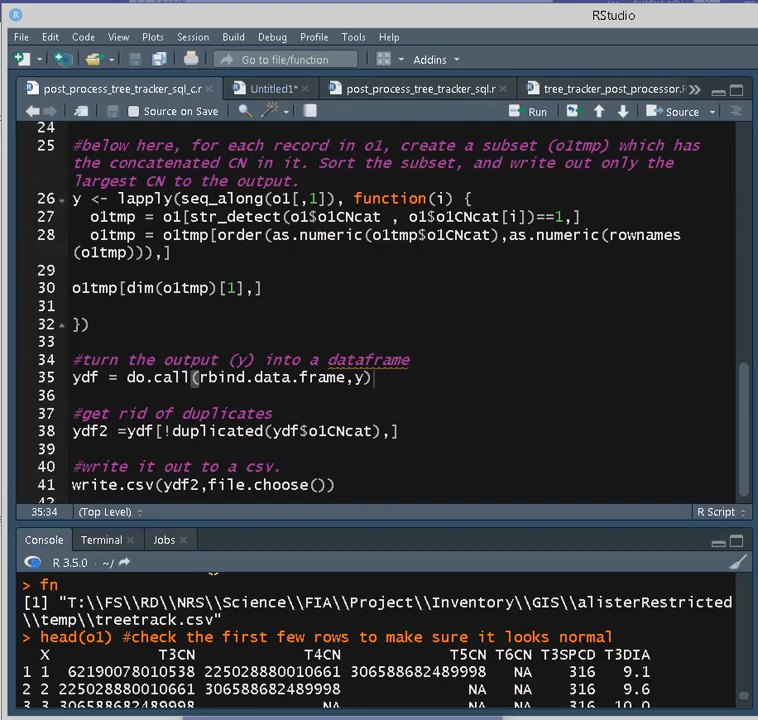 RStudio
File Edit Code View Plots Session Build Debug Profile Tools Help
Go to file/function Addins
post_process_tree_tracker_sql_c.r Untitled1* post_process_tree_tracker_sql.r tree_tracker_post_processor.R
Source on Save Run Source
24
25 #below here, for each record in o1, create a subset (o1tmp) which has
the concatenated CN in it. Sort the subset, and write out only the
largest CN to the output.
26 y <- lapply(seq_along(o1[,1]), function(i) {
27 o1tmp = o1[str_detect(o1$o1CNcat , o1$o1CNcat[i])==1,]
28 o1tmp = o1tmp[order(as.numeric(o1tmp$o1CNcat),as.numeric(rownames
(o1tmp))),]
29
30 o1tmp[dim(o1tmp)[1],]
31
32 })
33
34 #turn the output (y) into a dataframe
35 ydf = do.call(rbind.data.frame,y)
36
37 #get rid of duplicates
38 ydf2 =ydf[!duplicated(ydf$o1CNcat),]
39
40 #write it out to a csv.
41 write.csv(ydf2,file.choose())
42
35:34 (Top Level) R Script
Console Terminal Jobs
R 3.5.0 · ~/
> fn
[1] "T:\\FS\\RD\\NRS\\Science\\FIA\\Project\\Inventory\\GIS\\alisterRestricted
\\temp\\treetrack.csv"
> head(o1) #check the first few rows to make sure it looks normal
X T3CN T4CN T5CN T6CN T3SPCD T3DIA
1 1 62190078010538 225028880010661 306588682489998 NA 316 9.1
2 2 225028880010661 306588682489998 NA NA 316 9.6
3 3 306588682489998 NA NA NA 316 10.0